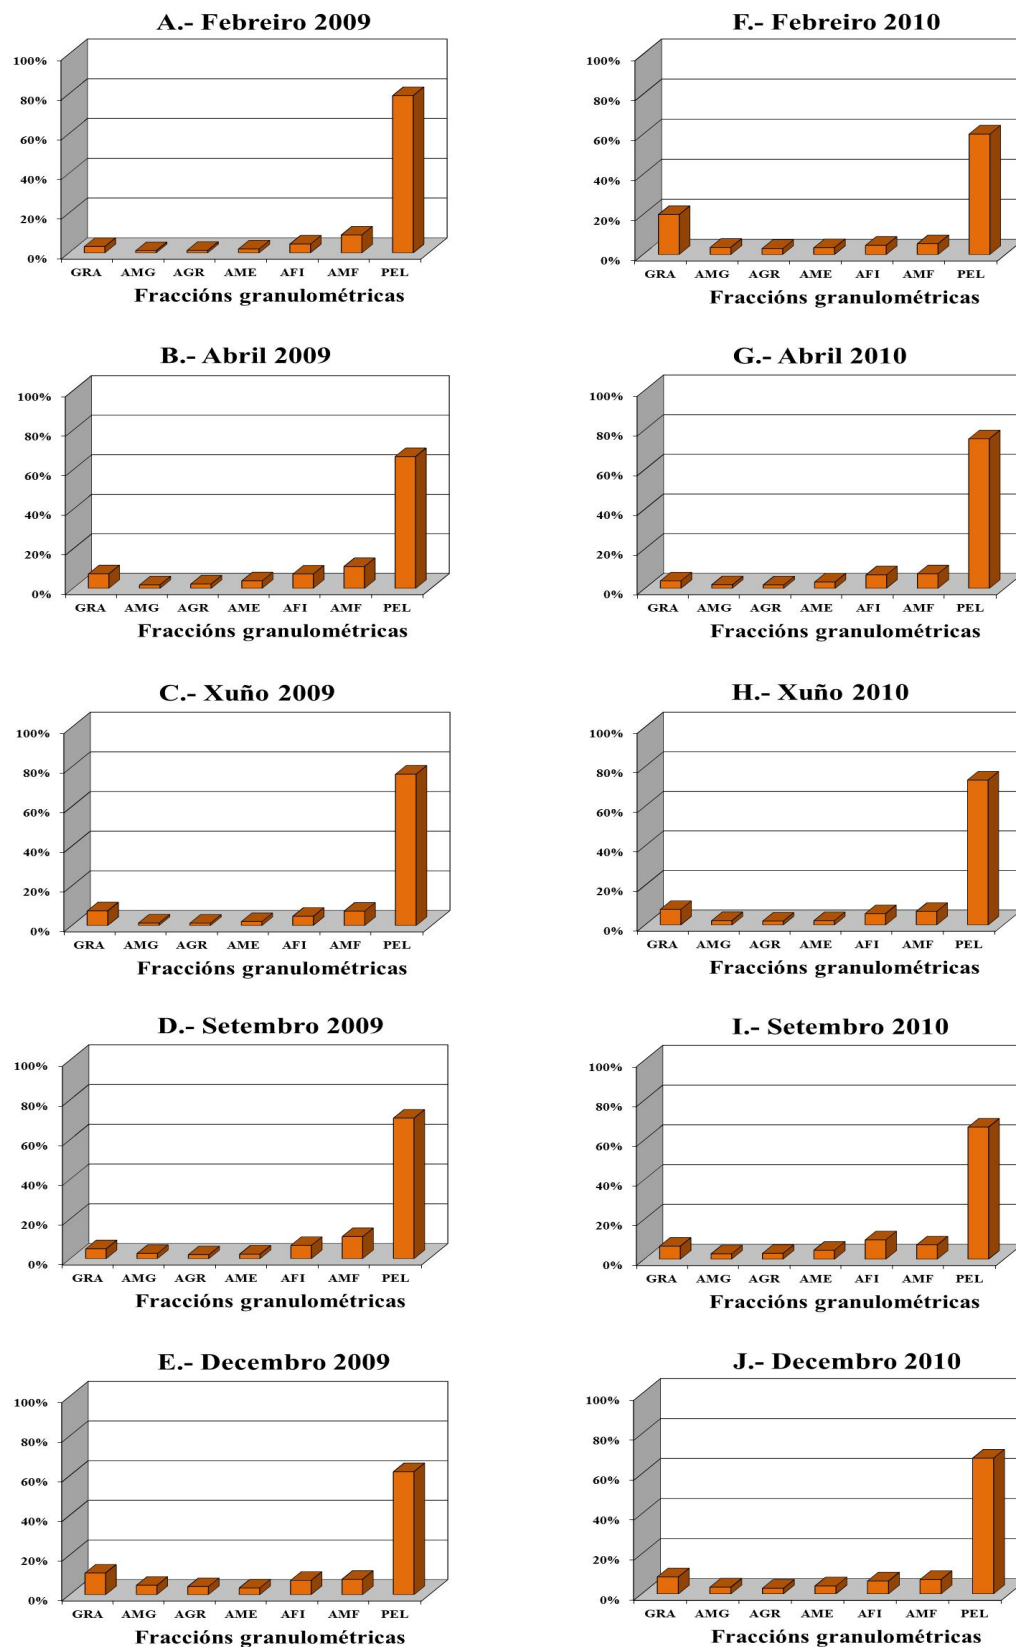 A.- Febreiro 2009
100%
80%
60%
40%
20%
0%
GRA AMG AGR AME AFI AMF PEL
Fraccións granulométricas
F.- Febreiro 2010
100%
80%
60%
40%
20%
0%
GRA AMG AGR AME AFI AMF PEL
Fraccións granulométricas
B.- Abril 2009
100%
80%
60%
40%
20%
0%
GRA AMG AGR AME AFI AMF PEL
Fraccións granulométricas
G.- Abril 2010
100%
80%
60%
40%
20%
0%
GRA AMG AGR AME AFI AMF PEL
Fraccións granulométricas
C.- Xuño 2009
100%
80%
60%
40%
20%
0%
GRA AMG AGR AME AFI AMF PEL
Fraccións granulométricas
H.- Xuño 2010
100%
80%
60%
40%
20%
0%
GRA AMG AGR AME AFI AMF PEL
Fraccións granulométricas
D.- Setembro 2009
100%
80%
60%
40%
20%
0%
GRA AMG AGR AME AFI AMF PEL
Fraccións granulométricas
I.- Setembro 2010
100%
80%
60%
40%
20%
0%
GRA AMG AGR AME AFI AMF PEL
Fraccións granulométricas
E.- Decembro 2009
100%
80%
60%
40%
20%
0%
GRA AMG AGR AME AFI AMF PEL
Fraccións granulométricas
J.- Decembro 2010
100%
80%
60%
40%
20%
0%
GRA AMG AGR AME AFI AMF PEL
Fraccións granulométricas